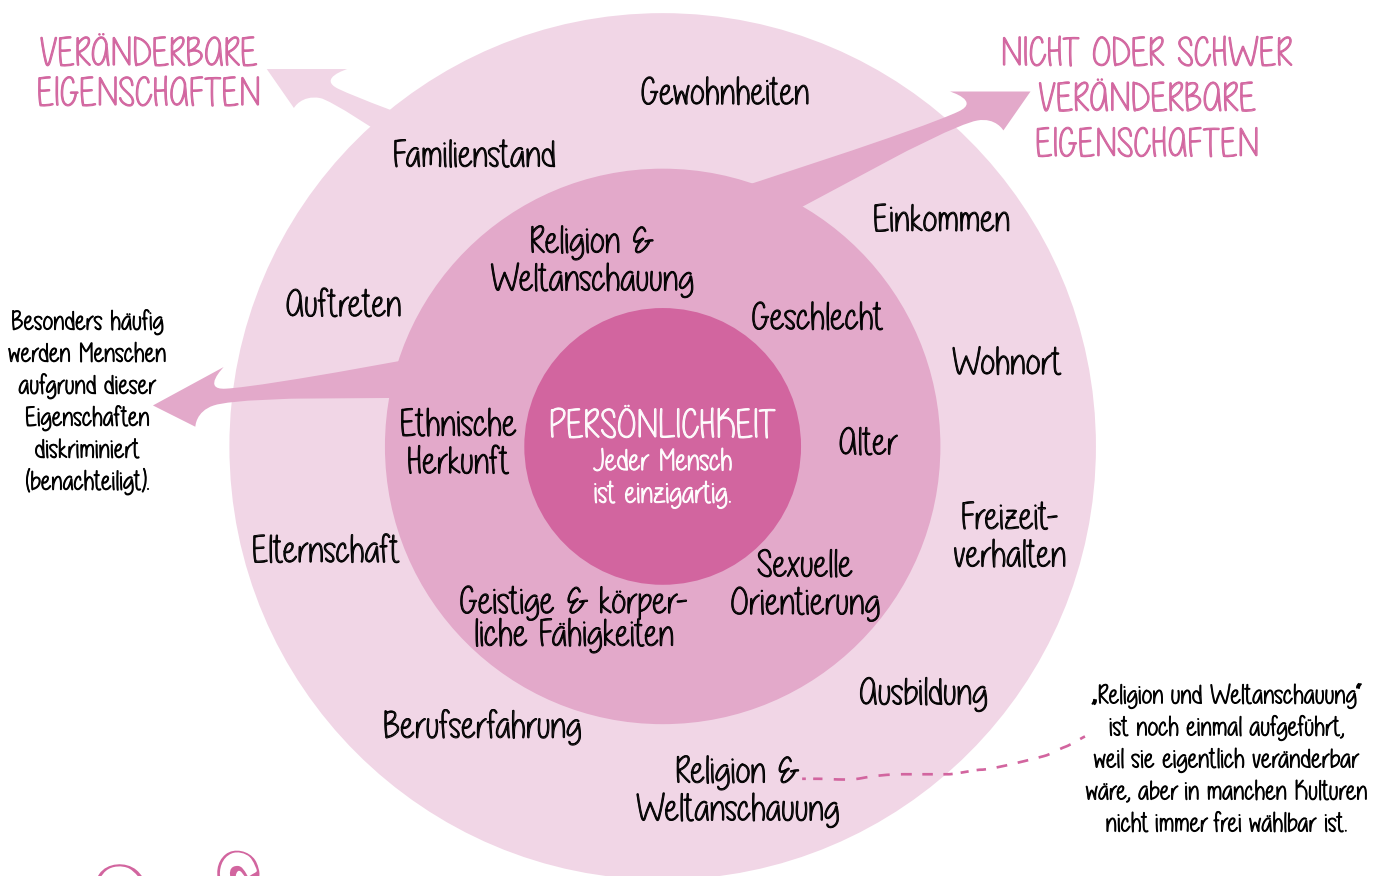 VERÄNDERBARE
EIGENSCHAFTEN
NICHT ODER SCHWER
VERÄNDERBARE
EIGENSCHAFTEN
Gewohnheiten
Familienstand
Einkommen
Religion &
Weltanschauung
Auftreten
Geschlecht
Besonders häufig
werden Menschen
aufgrund dieser
Eigenschaften
diskriminiert
(benachteiligt).
Wohnort
Ethnische
Herkunft
PERSÖNLICHKEIT
Jeder Mensch
ist einzigartig.
Alter
Freizeit-
verhalten
Elternschaft
Sexuelle
Orientierung
Geistige & körper-
liche Fähigkeiten
Ausbildung
Berufserfahrung
Religion &
Weltanschauung
„Religion und Weltanschauung“
ist noch einmal aufgeführt,
weil sie eigentlich veränderbar
wäre, aber in manchen Kulturen
nicht immer frei wählbar ist.